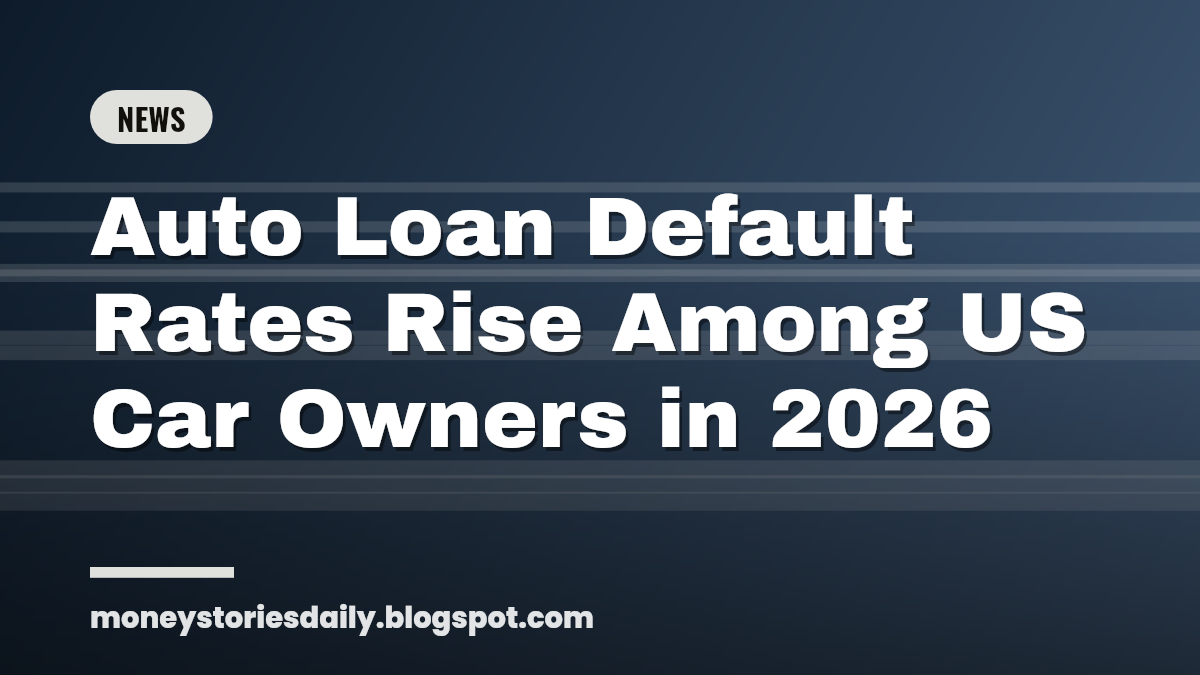 NEWS
Auto Loan Default
Rates Rise Among US
Car Owners in 2026
moneystoriesdaily.blogspot.com